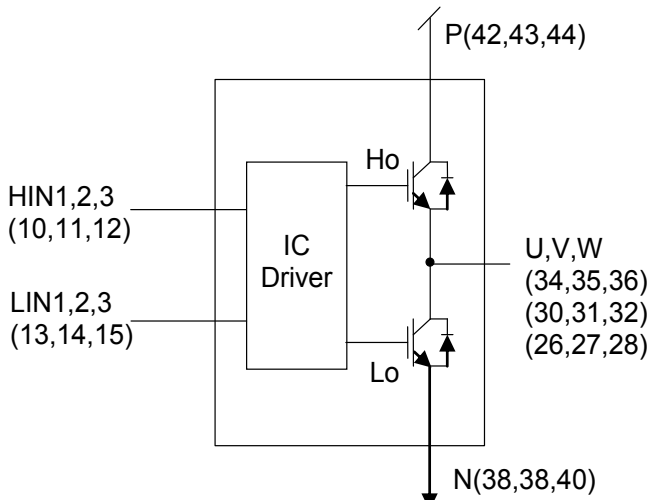 P(42,43,44)
Ho
HIN1,2,3
(10,11,12)
IC
Driver
U,V,W
(34,35,36)
(30,31,32)
(26,27,28)
LIN1,2,3
(13,14,15)
Lo
N(38,38,40)